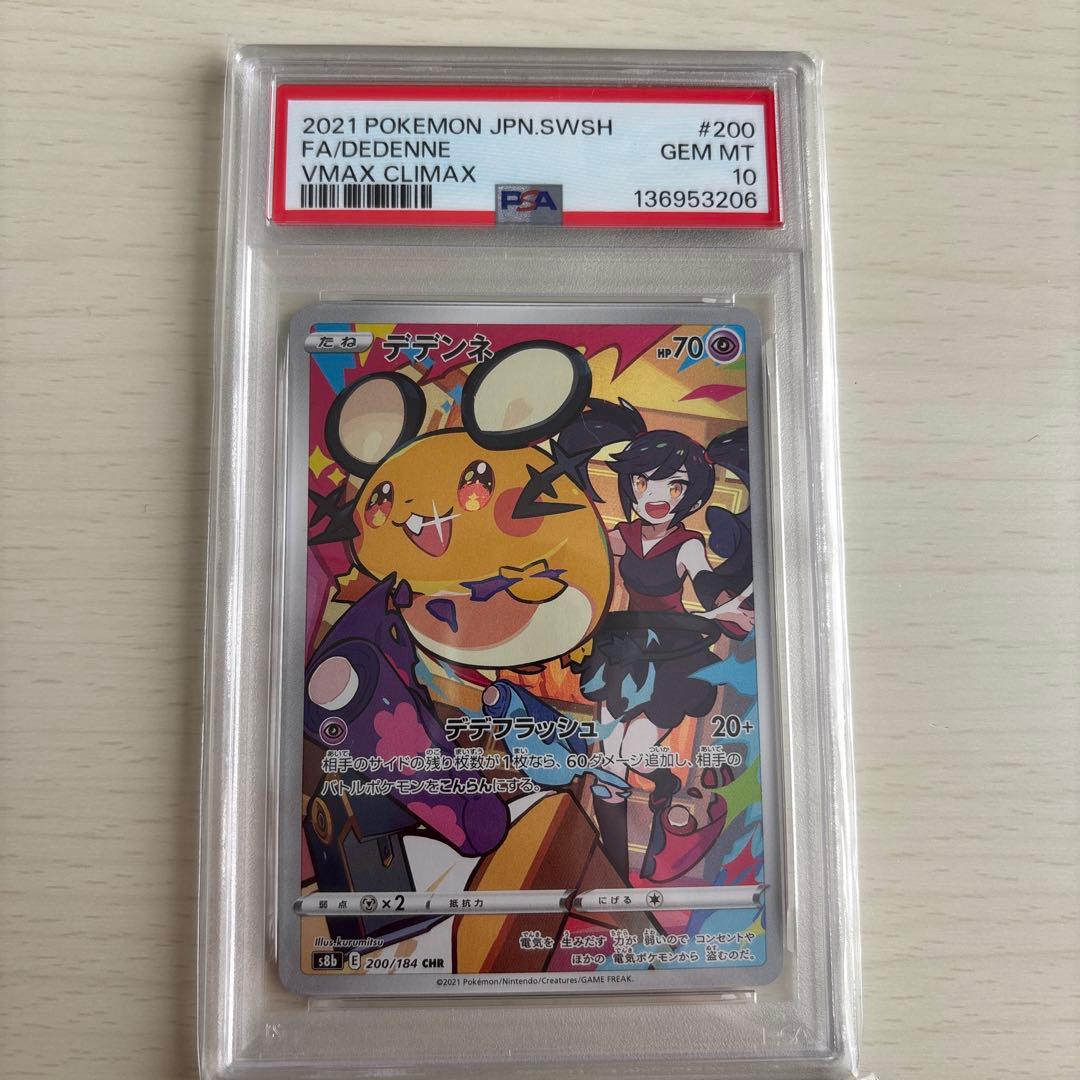 2021 POKEMON JPN.SWSH #200
FA/DEDENNE GEM MT
VMAX CLIMAX 10
PSA 136953206
たね デデンネ HP70
デデフラッシュ 20+
相手のサイドの残り枚数が1枚なら、60ダメージ追加し、相手の
バトルポケモンをこんらんにする。
弱点 ×2 抵抗力 にげる
Illus.kurumitsu
電気を 生みだす 力が 弱いので コンセントや
ほかの 電気ポケモンから 盗むのだ。
s8b E 200/184 CHR
©2021 Pokémon/Nintendo/Creatures/GAME FREAK.